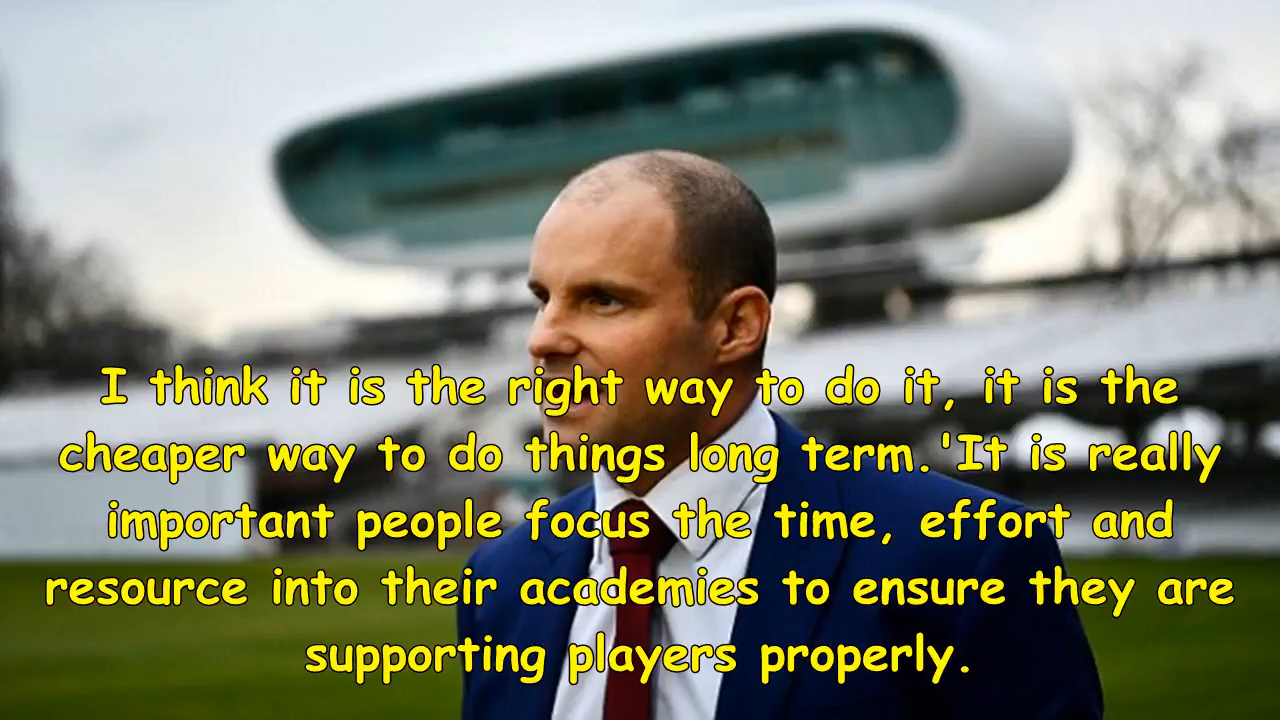 I think it is the right way to do it, it is the
cheaper way to do things long term.'It is really
important people focus the time, effort and
resource into their academies to ensure they are
supporting players properly.